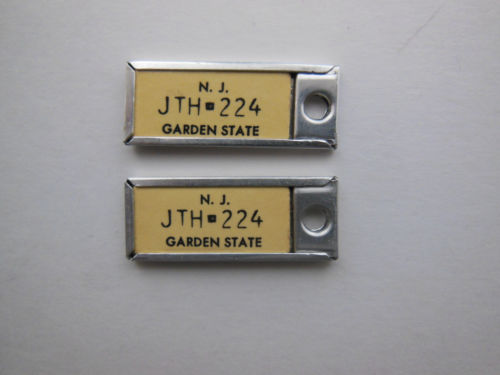 N. J.
JTH▪224
GARDEN STATE
N. J.
JTH▪224
GARDEN STATE